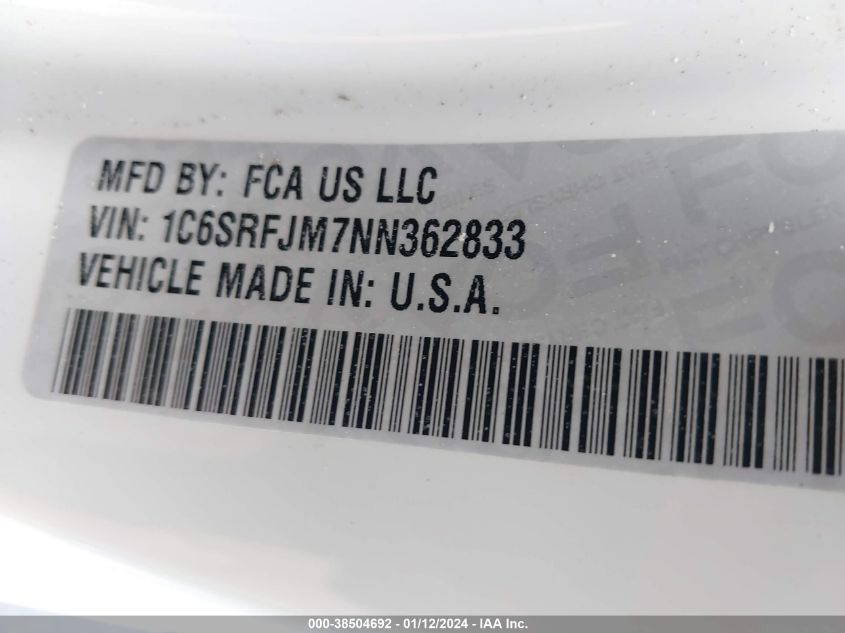 MFD BY: FCA US LLC
VIN: 1C6SRFJM7NN362833
VEHICLE MADE IN: U.S.A.
000-38504692 - 01/12/2024 - IAA Inc.